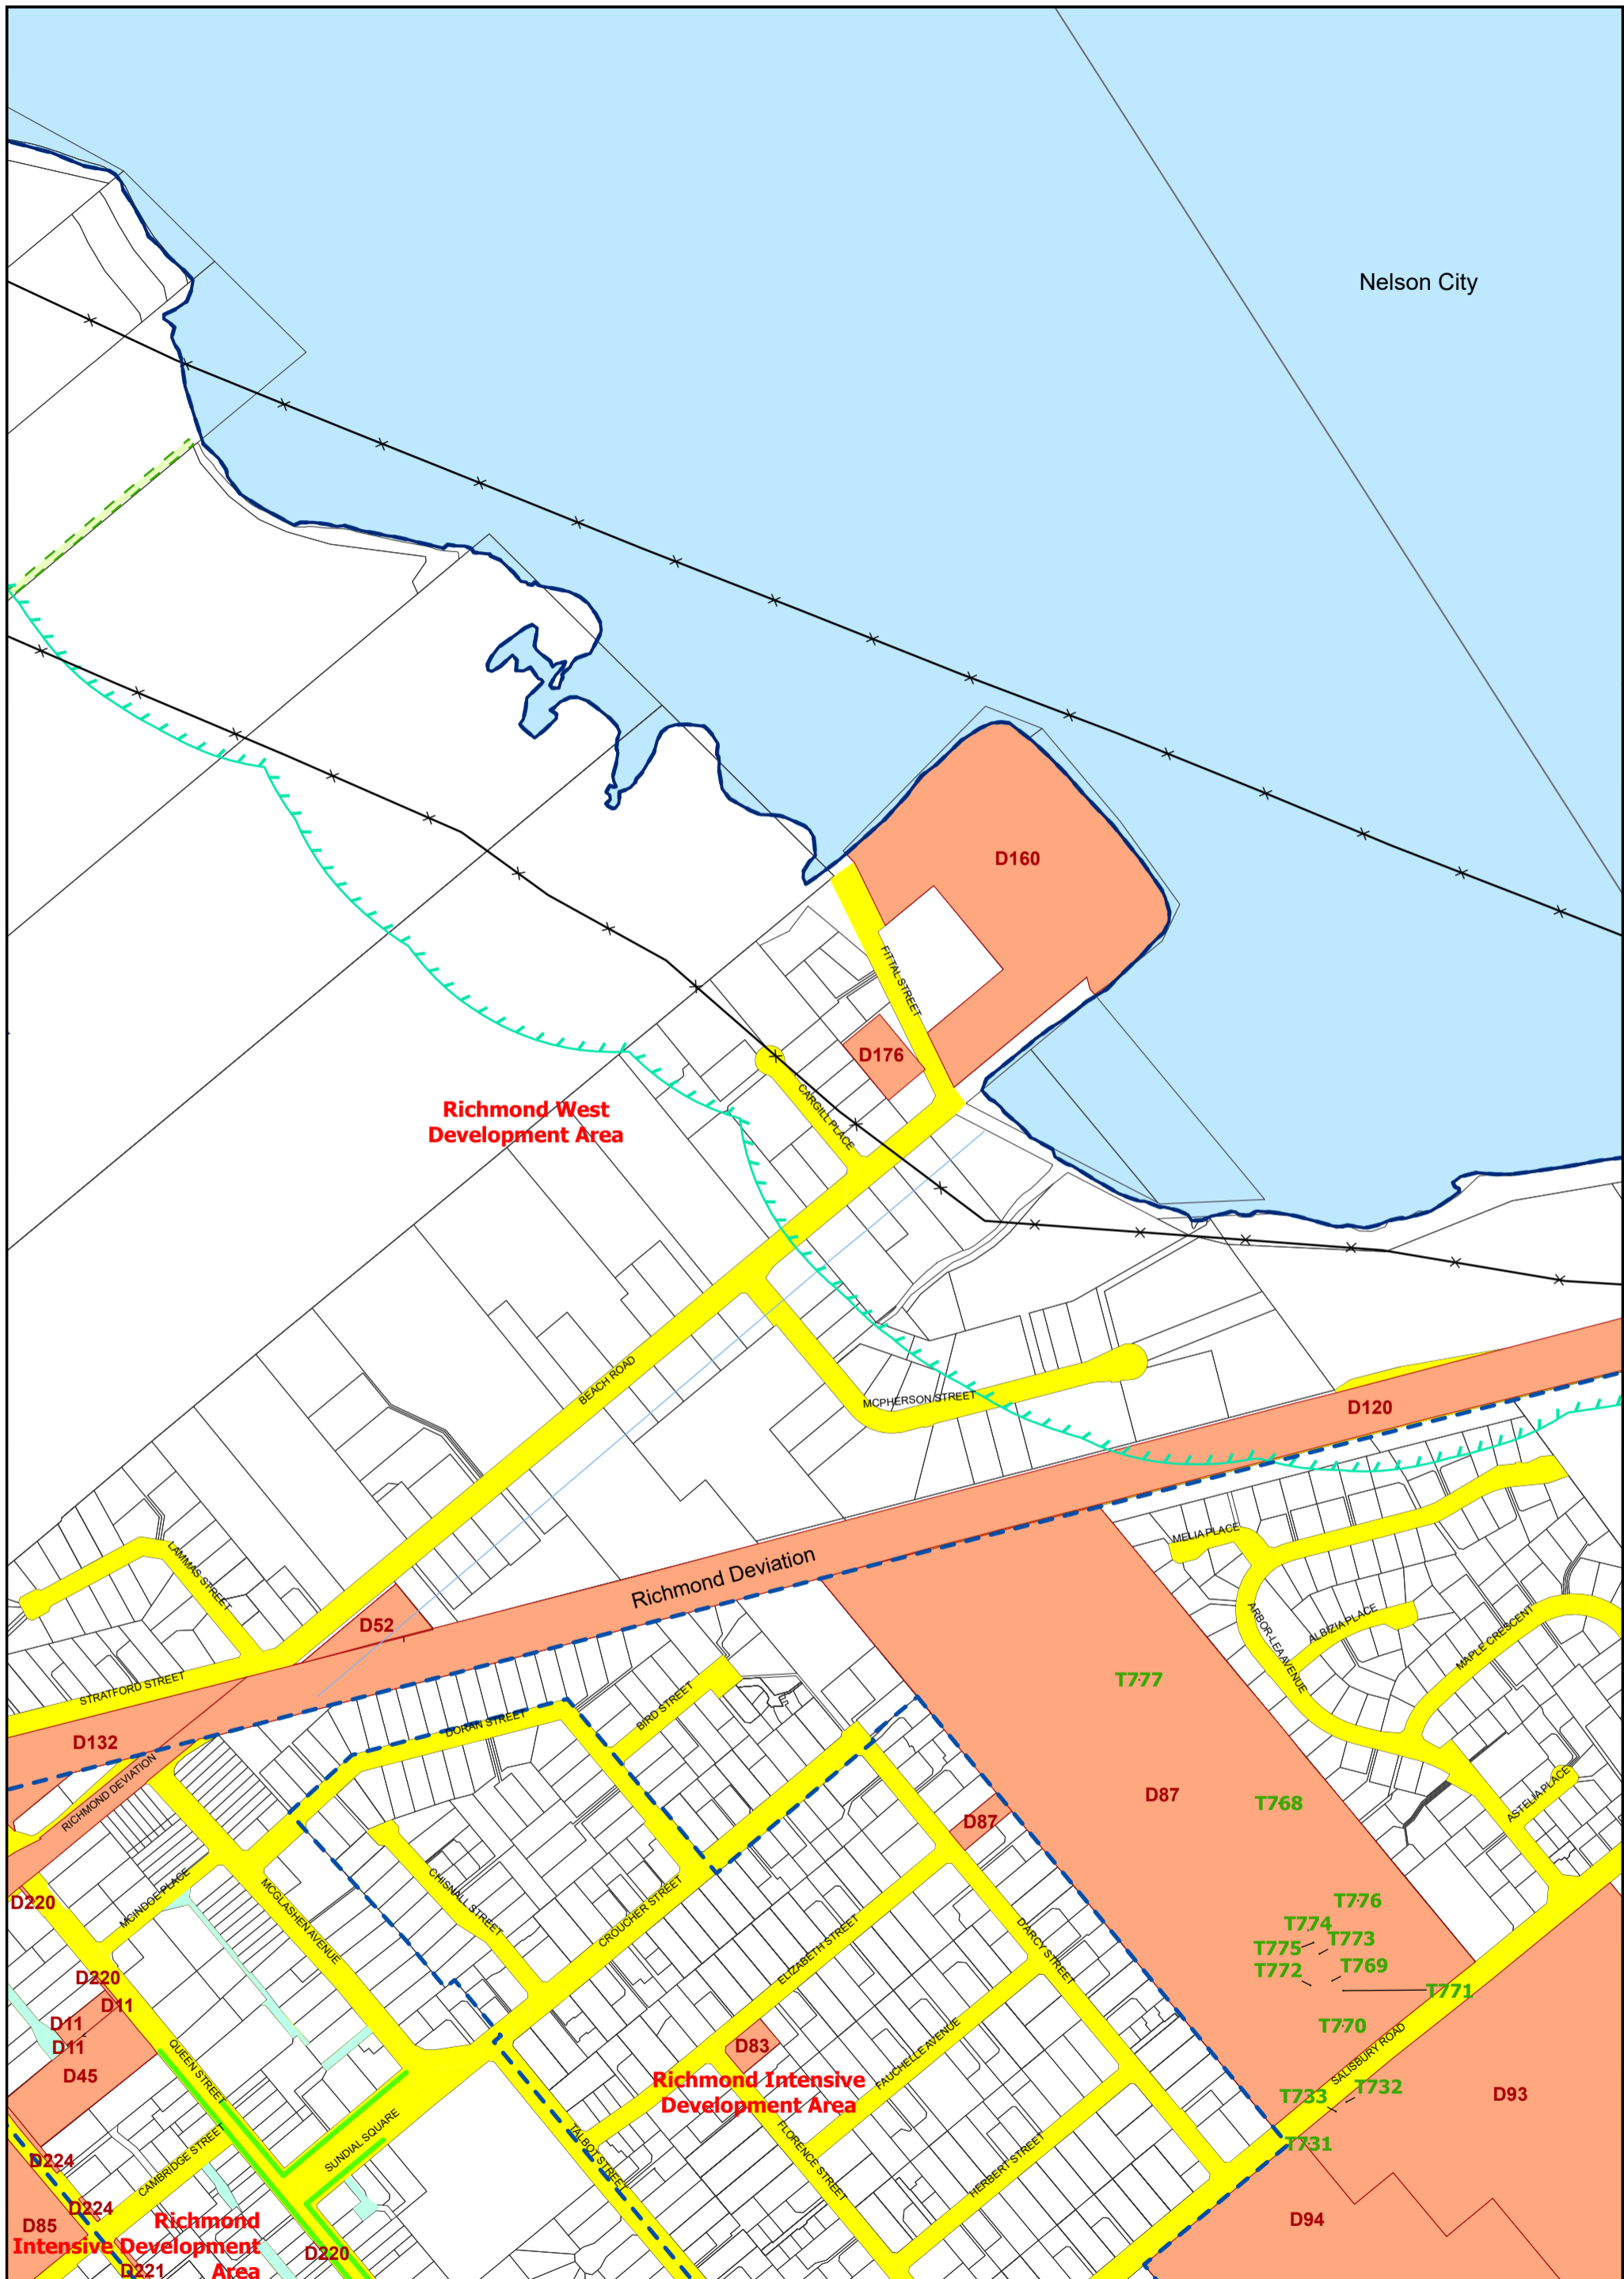 Nelson City
D160
FITTAL STREET
D176
CARGILL PLACE
Richmond West
Development Area
BEACH ROAD
MCPHERSON STREET
D120
Richmond Deviation
MELIA PLACE
LAMMAS STREET
D52
ALBIZIA PLACE
ARBOR-LEA AVENUE
MAPLE CRESCENT
STRATFORD STREET
T777
BIRD STREET
DORAN STREET
D132
RICHMOND DEVIATION
D87
T768
D87
ASTELIA PLACE
D220
MCINDOE PLACE
MCGLASHEN AVENUE
CHISNALL STREET
CROUCHER STREET
ELIZABETH STREET
D'ARCY STREET
T776
T774
T773
T775
T769
T772
T771
T770
D220
D11
D11
D11
D45
QUEEN STREET
D83
FAUCHELLE AVENUE
SALISBURY ROAD
Richmond Intensive
Development Area
T732
T733
D93
T731
SUNDIAL SQUARE
CAMBRIDGE STREET
TALBOT STREET
FLORENCE STREET
HERBERT STREET
D224
D224
D85
D94
Richmond
Intensive Development
Area
D220
D221